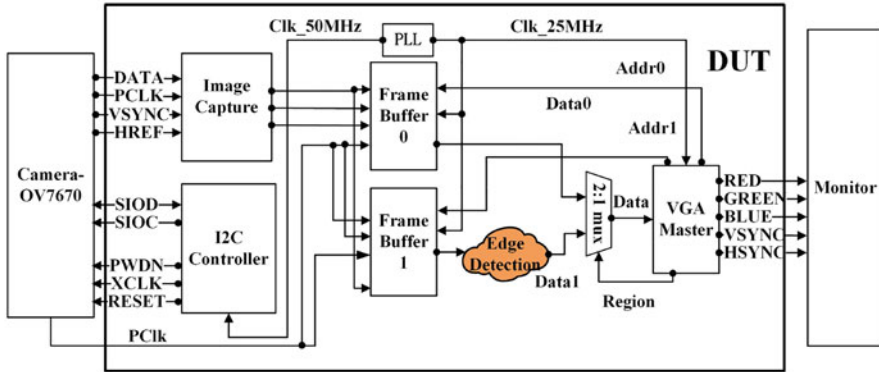 Clk_50MHz
PLL
Clk_25MHz
DUT
DATA
PCLK
VSYNC
HREF
Image
Capture
Frame
Buffer
0
Addr0
Data0
Addr1
Camera-
OV7670
SIOD
SIOC
PWDN
XCLK
RESET
I2C
Controller
Frame
Buffer
1
Edge
Detection
2:1 mux
Data
Data1
VGA
Master
Region
RED
GREEN
BLUE
VSYNC
HSYNC
Monitor
PClk